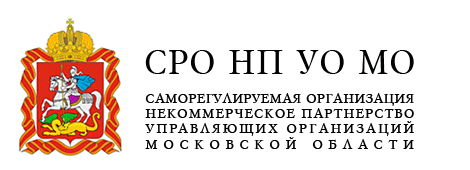 СРО НП УО МО
САМОРЕГУЛИРУЕМАЯ ОРГАНИЗАЦИЯ
НЕКОММЕРЧЕСКОЕ ПАРТНЕРСТВО
УПРАВЛЯЮЩИХ ОРГАНИЗАЦИЙ
МОСКОВСКОЙ ОБЛАСТИ